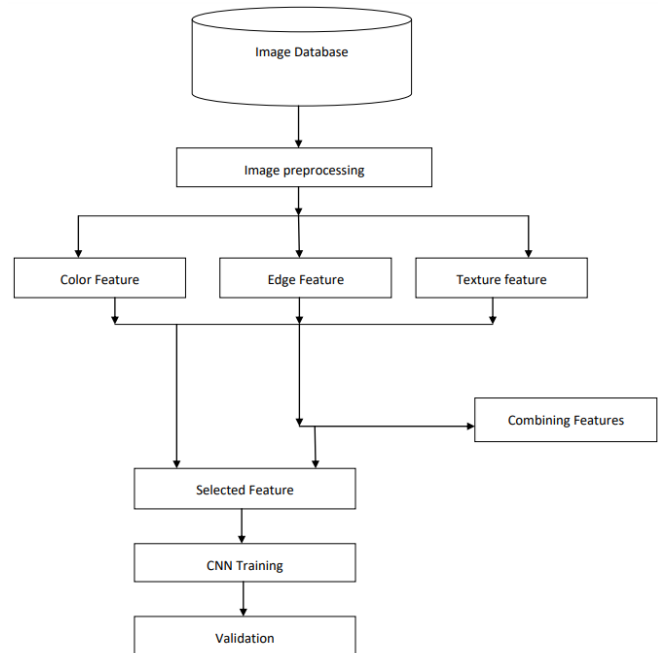 Image Database
Image preprocessing
Color Feature
Edge Feature
Texture feature
Combining Features
Selected Feature
CNN Training
Validation